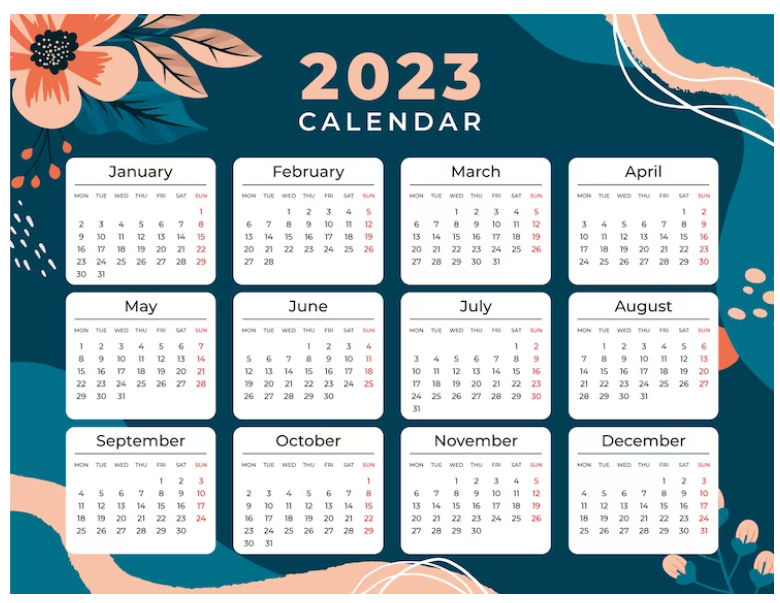 2023
CALENDAR
January
MON TUE WED THU FRI SAT SUN
1
2 3 4 5 6 7 8
9 10 11 12 13 14 15
16 17 18 19 20 21 22
23 24 25 26 27 28 29
30 31
February
MON TUE WED THU FRI SAT SUN
1 2 3 4 5
6 7 8 9 10 11 12
13 14 15 16 17 18 19
20 21 22 23 24 25 26
27 28
March
MON TUE WED THU FRI SAT SUN
1 2 3 4 5
6 7 8 9 10 11 12
13 14 15 16 17 18 19
20 21 22 23 24 25 26
27 28 29 30 31
April
MON TUE WED THU FRI SAT SUN
1 2
3 4 5 6 7 8 9
10 11 12 13 14 15 16
17 18 19 20 21 22 23
24 25 26 27 28 29 30
May
MON TUE WED THU FRI SAT SUN
1 2 3 4 5 6 7
8 9 10 11 12 13 14
15 16 17 18 19 20 21
22 23 24 25 26 27 28
29 30 31
June
MON TUE WED THU FRI SAT SUN
1 2 3 4
5 6 7 8 9 10 11
12 13 14 15 16 17 18
19 20 21 22 23 24 25
26 27 28 29 30
July
MON TUE WED THU FRI SAT SUN
1 2
3 4 5 6 7 8 9
10 11 12 13 14 15 16
17 18 19 20 21 22 23
24 25 26 27 28 29 30
31
August
MON TUE WED THU FRI SAT SUN
1 2 3 4 5 6
7 8 9 10 11 12 13
14 15 16 17 18 19 20
21 22 23 24 25 26 27
28 29 30 31
September
MON TUE WED THU FRI SAT SUN
1 2 3
4 5 6 7 8 9 10
11 12 13 14 15 16 17
18 19 20 21 22 23 24
25 26 27 28 29 30
October
MON TUE WED THU FRI SAT SUN
1
2 3 4 5 6 7 8
9 10 11 12 13 14 15
16 17 18 19 20 21 22
23 24 25 26 27 28 29
30 31
November
MON TUE WED THU FRI SAT SUN
1 2 3 4 5
6 7 8 9 10 11 12
13 14 15 16 17 18 19
20 21 22 23 24 25 26
27 28 29 30
December
MON TUE WED THU FRI SAT SUN
1 2 3
4 5 6 7 8 9 10
11 12 13 14 15 16 17
18 19 20 21 22 23 24
25 26 27 28 29 30 31